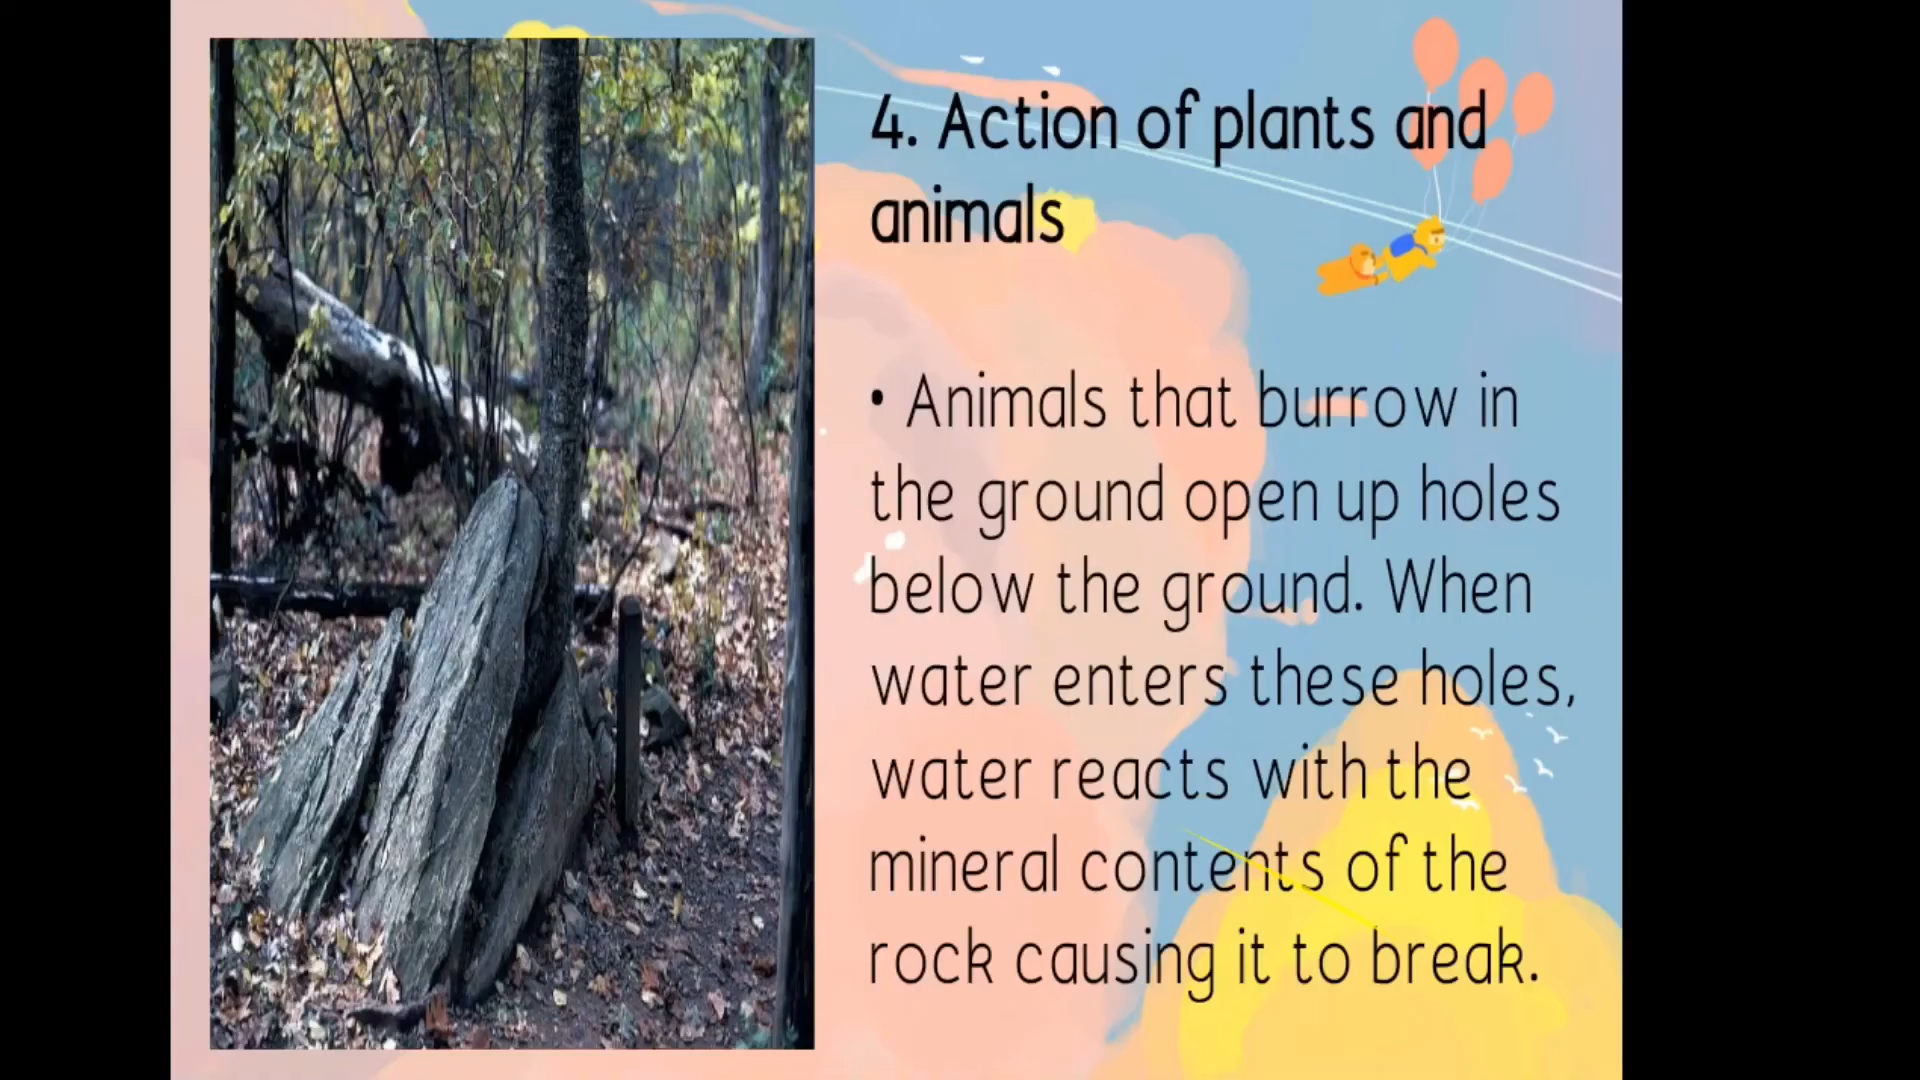 4. Action of plants and
animals
• Animals that burrow in
the ground open up holes
below the ground. When
water enters these holes,
water reacts with the
mineral contents of the
rock causing it to break.